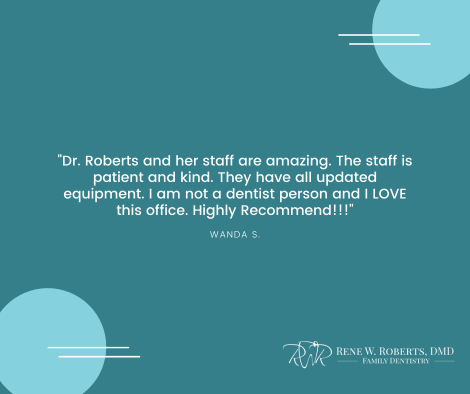 "Dr. Roberts and her staff are amazing. The staff is
patient and kind. They have all updated
equipment. I am not a dentist person and I LOVE
this office. Highly Recommend!!!"
WANDA S.
RWR
RENE W. ROBERTS, DMD
FAMILY DENTISTRY